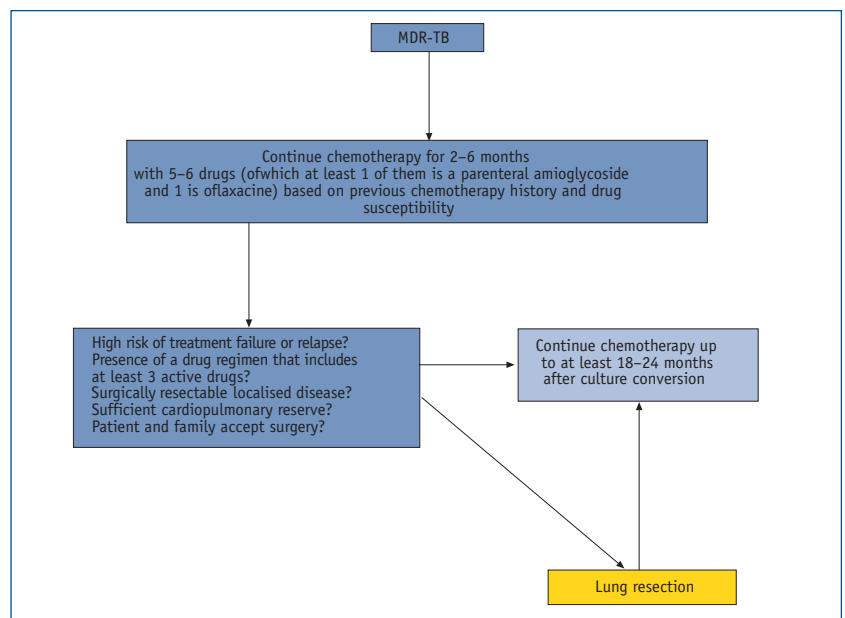 MDR-TB
Continue chemotherapy for 2–6 months
with 5–6 drugs (ofwhich at least 1 of them is a parenteral amioglycoside
and 1 is oflaxacine) based on previous chemotherapy history and drug
susceptibility
High risk of treatment failure or relapse?
Presence of a drug regimen that includes
at least 3 active drugs?
Surgically resectable localised disease?
Sufficient cardiopulmonary reserve?
Patient and family accept surgery?
Continue chemotherapy up
to at least 18–24 months
after culture conversion
Lung resection